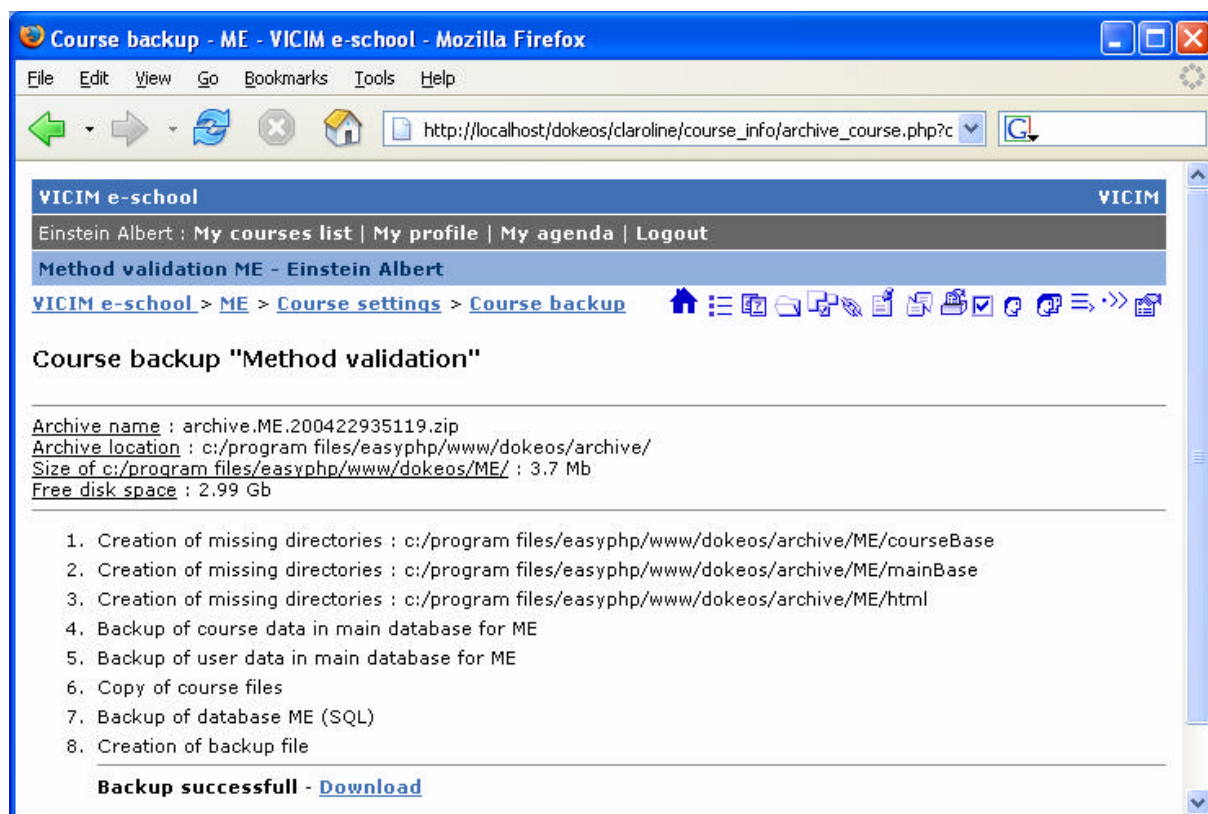 Course backup - ME - VICIM e-school - Mozilla Firefox
File Edit View Go Bookmarks Tools Help
http://localhost/dokeos/claroline/course_info/archive_course.php?c G
VICIM e-school VICIM
Einstein Albert : My courses list | My profile | My agenda | Logout
Method validation ME - Einstein Albert
VICIM e-school > ME > Course settings > Course backup
Course backup "Method validation"
Archive name : archive.ME.200422935119.zip
Archive location : c:/program files/easyphp/www/dokeos/archive/
Size of c:/program files/easyphp/www/dokeos/ME/ : 3.7 Mb
Free disk space : 2.99 Gb
1. Creation of missing directories : c:/program files/easyphp/www/dokeos/archive/ME/courseBase
2. Creation of missing directories : c:/program files/easyphp/www/dokeos/archive/ME/mainBase
3. Creation of missing directories : c:/program files/easyphp/www/dokeos/archive/ME/html
4. Backup of course data in main database for ME
5. Backup of user data in main database for ME
6. Copy of course files
7. Backup of database ME (SQL)
8. Creation of backup file
Backup successfull - Download